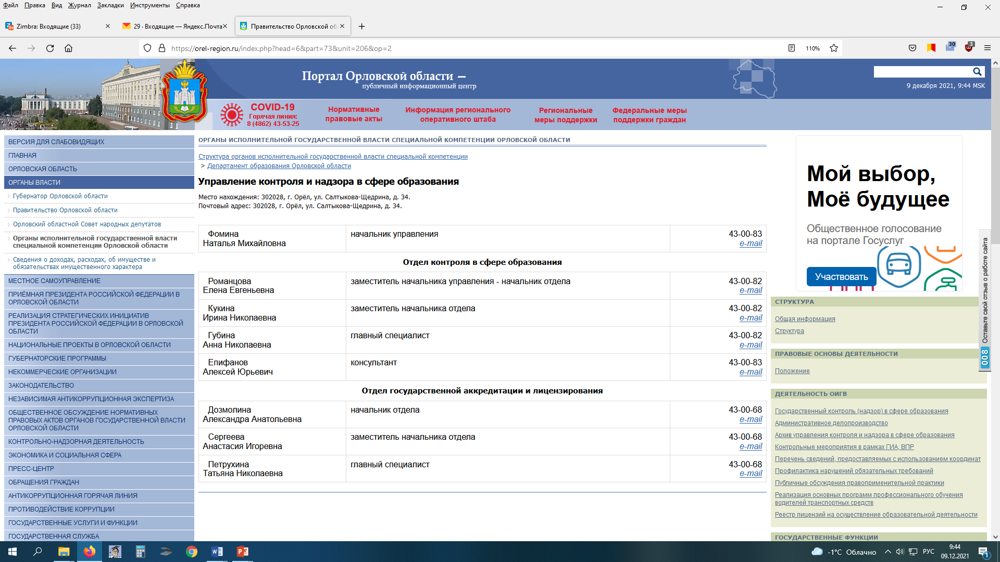 Файл Правка Вид Журнал Закладки Инструменты Справка
Zimbra: Входящие (33)
29 · Входящие — Яндекс.Почта
Правительство Орловской об
https://orel-region.ru/index.php?head=6&part=73&unit=206&op=2
110%
30
3
Портал Орловской области —
публичный информационный центр
9 декабря 2021, 9:44 MSK
COVID-19
Горячая линия:
8 (4862) 43-53-25
Нормативные
правовые акты
Информация регионального
оперативного штаба
Региональные
меры поддержки
Федеральные меры
поддержки граждан
ВЕРСИЯ ДЛЯ СЛАБОВИДЯЩИХ
ГЛАВНАЯ
ОРЛОВСКАЯ ОБЛАСТЬ
ОРГАНЫ ВЛАСТИ
Губернатор Орловской области
Правительство Орловской области
Орловский областной Совет народных депутатов
Органы исполнительной государственной власти
специальной компетенции Орловской области
Сведения о доходах, расходах, об имуществе и
обязательствах имущественного характера
МЕСТНОЕ САМОУПРАВЛЕНИЕ
ПРИЁМНАЯ ПРЕЗИДЕНТА РОССИЙСКОЙ ФЕДЕРАЦИИ В
ОРЛОВСКОЙ ОБЛАСТИ
РЕАЛИЗАЦИЯ СТРАТЕГИЧЕСКИХ ИНИЦИАТИВ
ПРЕЗИДЕНТА РОССИЙСКОЙ ФЕДЕРАЦИИ В ОРЛОВСКОЙ
ОБЛАСТИ
НАЦИОНАЛЬНЫЕ ПРОЕКТЫ В ОРЛОВСКОЙ ОБЛАСТИ
ГУБЕРНАТОРСКИЕ ПРОГРАММЫ
НЕКОММЕРЧЕСКИЕ ОРГАНИЗАЦИИ
ЗАКОНОДАТЕЛЬСТВО
НЕЗАВИСИМАЯ АНТИКОРРУПЦИОННАЯ ЭКСПЕРТИЗА
ОБЩЕСТВЕННОЕ ОБСУЖДЕНИЕ НОРМАТИВНЫХ
ПРАВОВЫХ АКТОВ ОРГАНОВ ГОСУДАРСТВЕННОЙ ВЛАСТИ
ОРЛОВСКОЙ ОБЛАСТИ
КОНТРОЛЬНО-НАДЗОРНАЯ ДЕЯТЕЛЬНОСТЬ
ЭКОНОМИКА И СОЦИАЛЬНАЯ СФЕРА
ПРЕСС-ЦЕНТР
ОБРАЩЕНИЯ ГРАЖДАН
АНТИКОРРУПЦИОННАЯ ГОРЯЧАЯ ЛИНИЯ
ПРОТИВОДЕЙСТВИЕ КОРРУПЦИИ
ГОСУДАРСТВЕННЫЕ УСЛУГИ И ФУНКЦИИ
ГОСУДАРСТВЕННАЯ СЛУЖБА
ОРГАНЫ ИСПОЛНИТЕЛЬНОЙ ГОСУДАРСТВЕННОЙ ВЛАСТИ СПЕЦИАЛЬНОЙ КОМПЕТЕНЦИИ ОРЛОВСКОЙ ОБЛАСТИ
Структура органов исполнительной государственной власти специальной компетенции
> Департамент образования Орловской области
Управление контроля и надзора в сфере образования
Место нахождения: 302028, г. Орёл, ул. Салтыкова-Щедрина, д. 34.
Почтовый адрес: 302028, г. Орёл, ул. Салтыкова-Щедрина, д. 34.
Фомина начальник управления 43-00-83
Наталья Михайловна e-mail
Отдел контроля в сфере образования
Романцова заместитель начальника управления - начальник отдела 43-00-82
Елена Евгеньевна e-mail
Кукина заместитель начальника отдела 43-00-82
Ирина Николаевна e-mail
Губина главный специалист 43-00-82
Анна Николаевна e-mail
Епифанов консультант 43-00-83
Алексей Юрьевич e-mail
Отдел государственной аккредитации и лицензирования
Дозмолина начальник отдела 43-00-68
Александра Анатольевна e-mail
Сергеева заместитель начальника отдела 43-00-68
Анастасия Игоревна e-mail
Петрухина главный специалист 43-00-68
Татьяна Николаевна e-mail
Мой выбор,
Моё будущее
Общественное голосование
на портале Госуслуг
Участвовать
СТРУКТУРА
Общая информация
Структура
ПРАВОВЫЕ ОСНОВЫ ДЕЯТЕЛЬНОСТИ
Положение
ДЕЯТЕЛЬНОСТЬ ОИГВ
Государственный контроль (надзор) в сфере образования
Административное делопроизводство
Архив управления контроля и надзора в сфере образования
Контрольные мероприятия в рамках ГИА, ВПР
Перечень сведений, предоставляемых с использованием координат
Профилактика нарушений обязательных требований
Публичные обсуждения правоприменительной практики
Реализация основных программ профессионального обучения
водителей транспортных средств
Реестр лицензий на осуществление образовательной деятельности
ГОСУДАРСТВЕННЫЕ ФУНКЦИИ
Оставьте свой отзыв о работе сайта
008
-1°C Облачно
РУС
9:44
09.12.2021
1